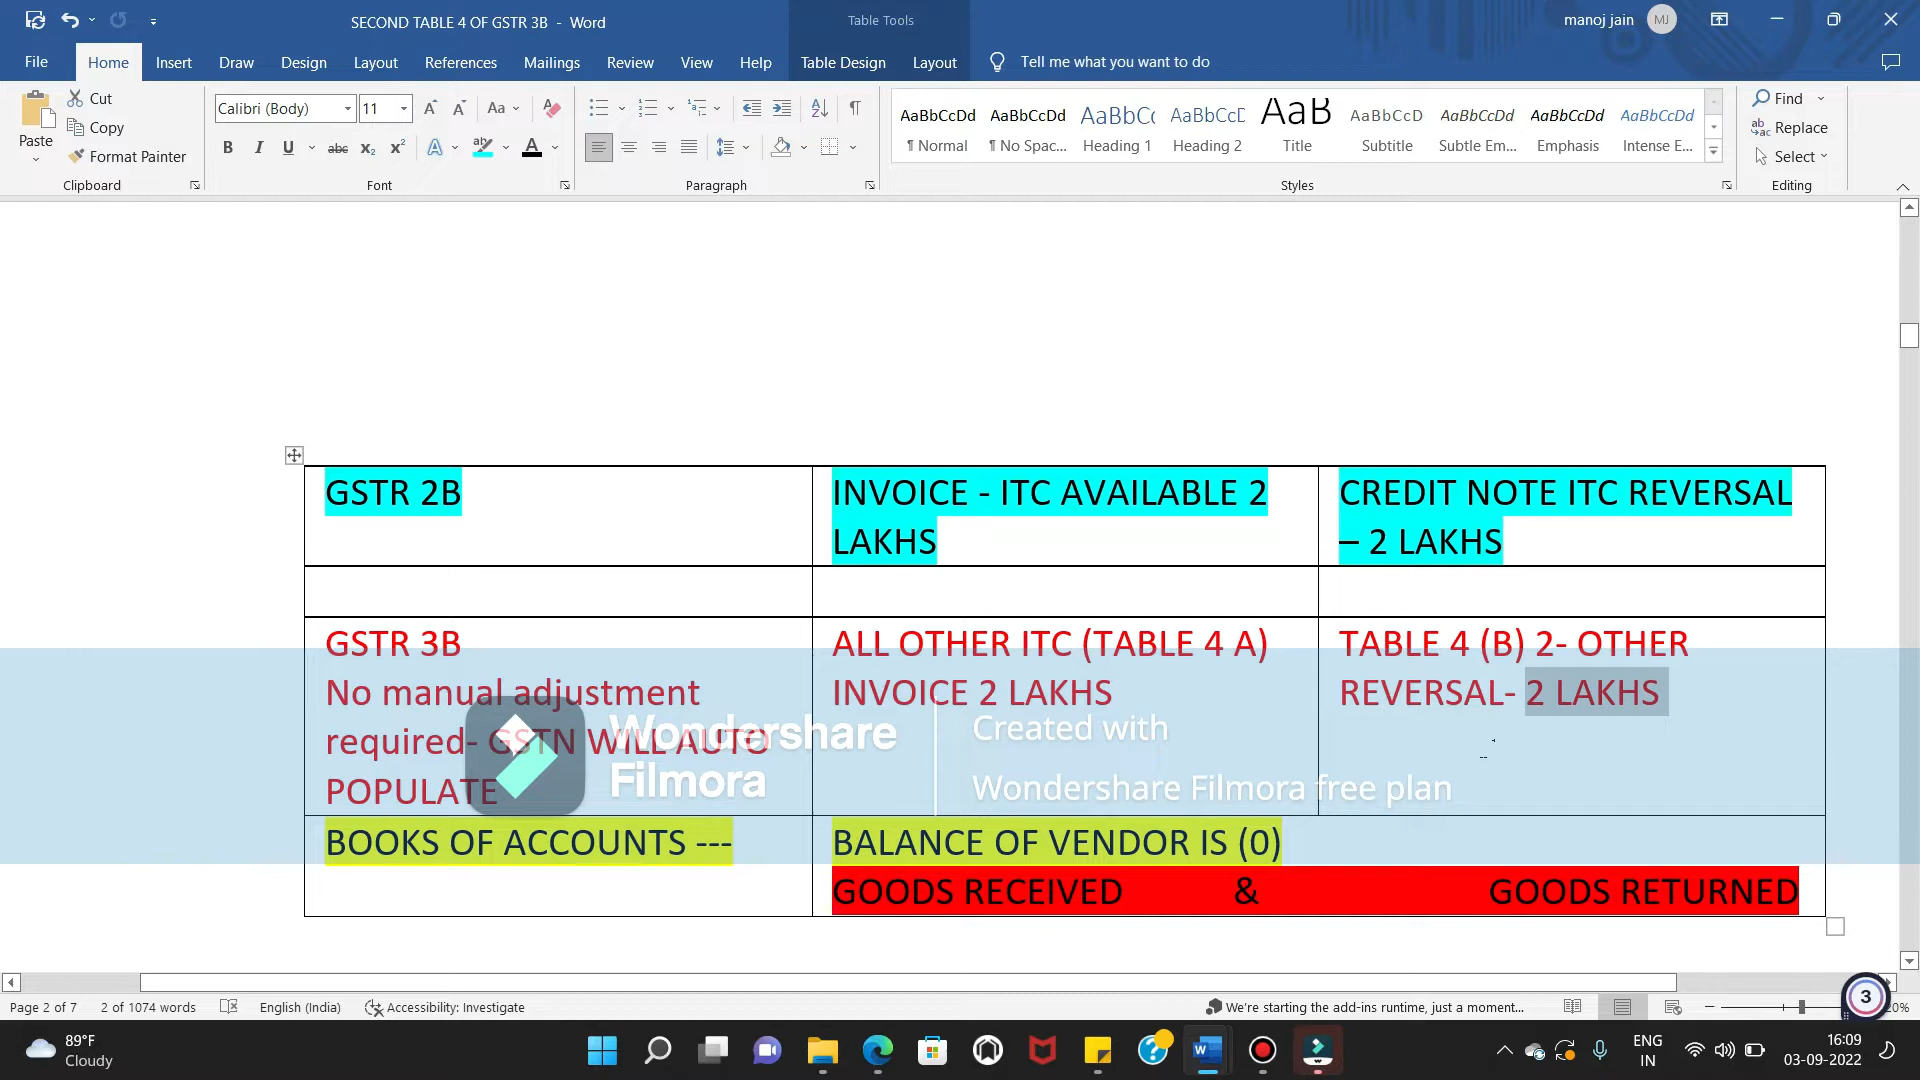 SECOND TABLE 4 OF GSTR 3B - Word
Table Tools
manoj jain
MJ
File
Home
Insert
Draw
Design
Layout
References
Mailings
Review
View
Help
Table Design
Layout
Tell me what you want to do
Paste
Cut
Copy
Format Painter
Clipboard
Calibri (Body)
11
Font
Paragraph
AaBbCcDd
AaBbCcDd
AaBbCc
AaBbCcD
AaB
AaBbCcD
AaBbCcDd
AaBbCcDd
AaBbCcDd
¶ Normal
¶ No Spac...
Heading 1
Heading 2
Title
Subtitle
Subtle Em...
Emphasis
Intense E...
Styles
Find
Replace
Select
Editing
GSTR 2B
INVOICE - ITC AVAILABLE 2
LAKHS
CREDIT NOTE ITC REVERSAL
– 2 LAKHS
GSTR 3B
No manual adjustment
required- GSTN WILL AUTO
POPULATE
ALL OTHER ITC (TABLE 4 A)
INVOICE 2 LAKHS
TABLE 4 (B) 2- OTHER
REVERSAL- 2 LAKHS
Wondershare
Filmora
Created with
Wondershare Filmora free plan
BOOKS OF ACCOUNTS ---
BALANCE OF VENDOR IS (0)
GOODS RECEIVED & GOODS RETURNED
Page 2 of 7
2 of 1074 words
English (India)
Accessibility: Investigate
We're starting the add-ins runtime, just a moment...
3
89°F
Cloudy
ENG
IN
16:09
03-09-2022